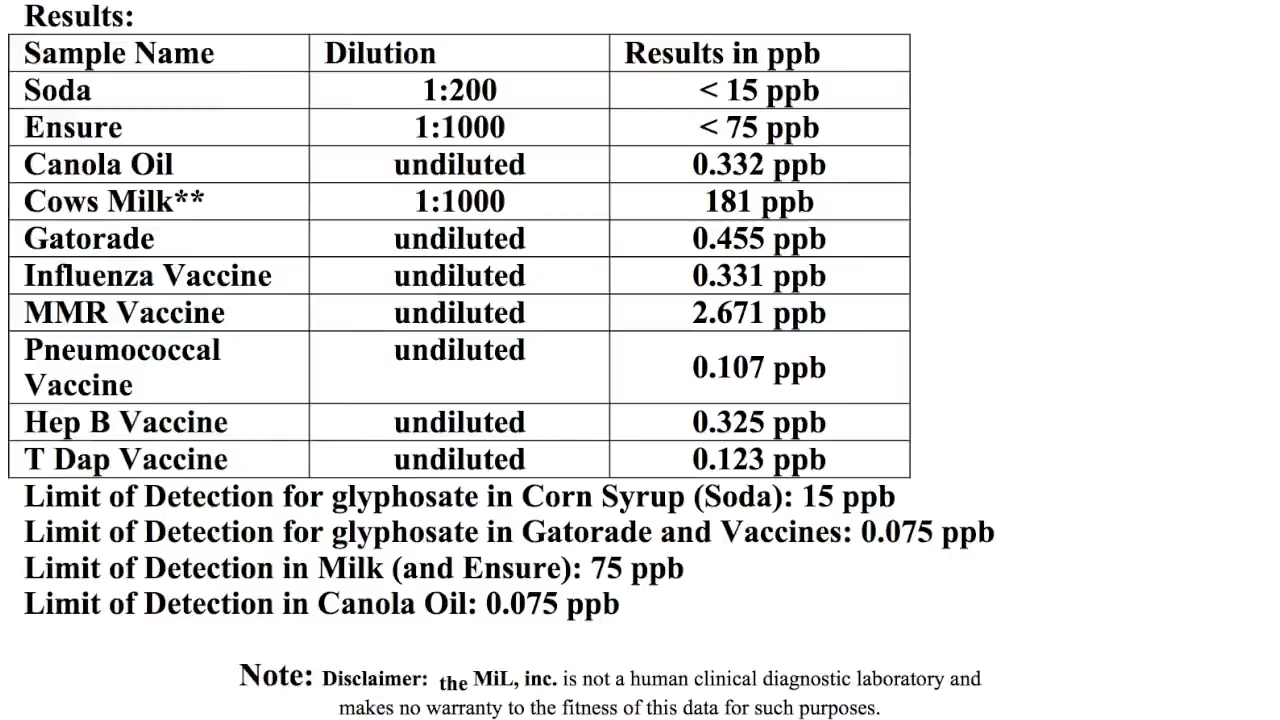 Results:
Sample Name Dilution Results in ppb
Soda 1:200 < 15 ppb
Ensure 1:1000 < 75 ppb
Canola Oil undiluted 0.332 ppb
Cows Milk** 1:1000 181 ppb
Gatorade undiluted 0.455 ppb
Influenza Vaccine undiluted 0.331 ppb
MMR Vaccine undiluted 2.671 ppb
Pneumococcal Vaccine undiluted 0.107 ppb
Hep B Vaccine undiluted 0.325 ppb
T Dap Vaccine undiluted 0.123 ppb
Limit of Detection for glyphosate in Corn Syrup (Soda): 15 ppb
Limit of Detection for glyphosate in Gatorade and Vaccines: 0.075 ppb
Limit of Detection in Milk (and Ensure): 75 ppb
Limit of Detection in Canola Oil: 0.075 ppb
Note: Disclaimer: the MiL, inc. is not a human clinical diagnostic laboratory and
makes no warranty to the fitness of this data for such purposes.